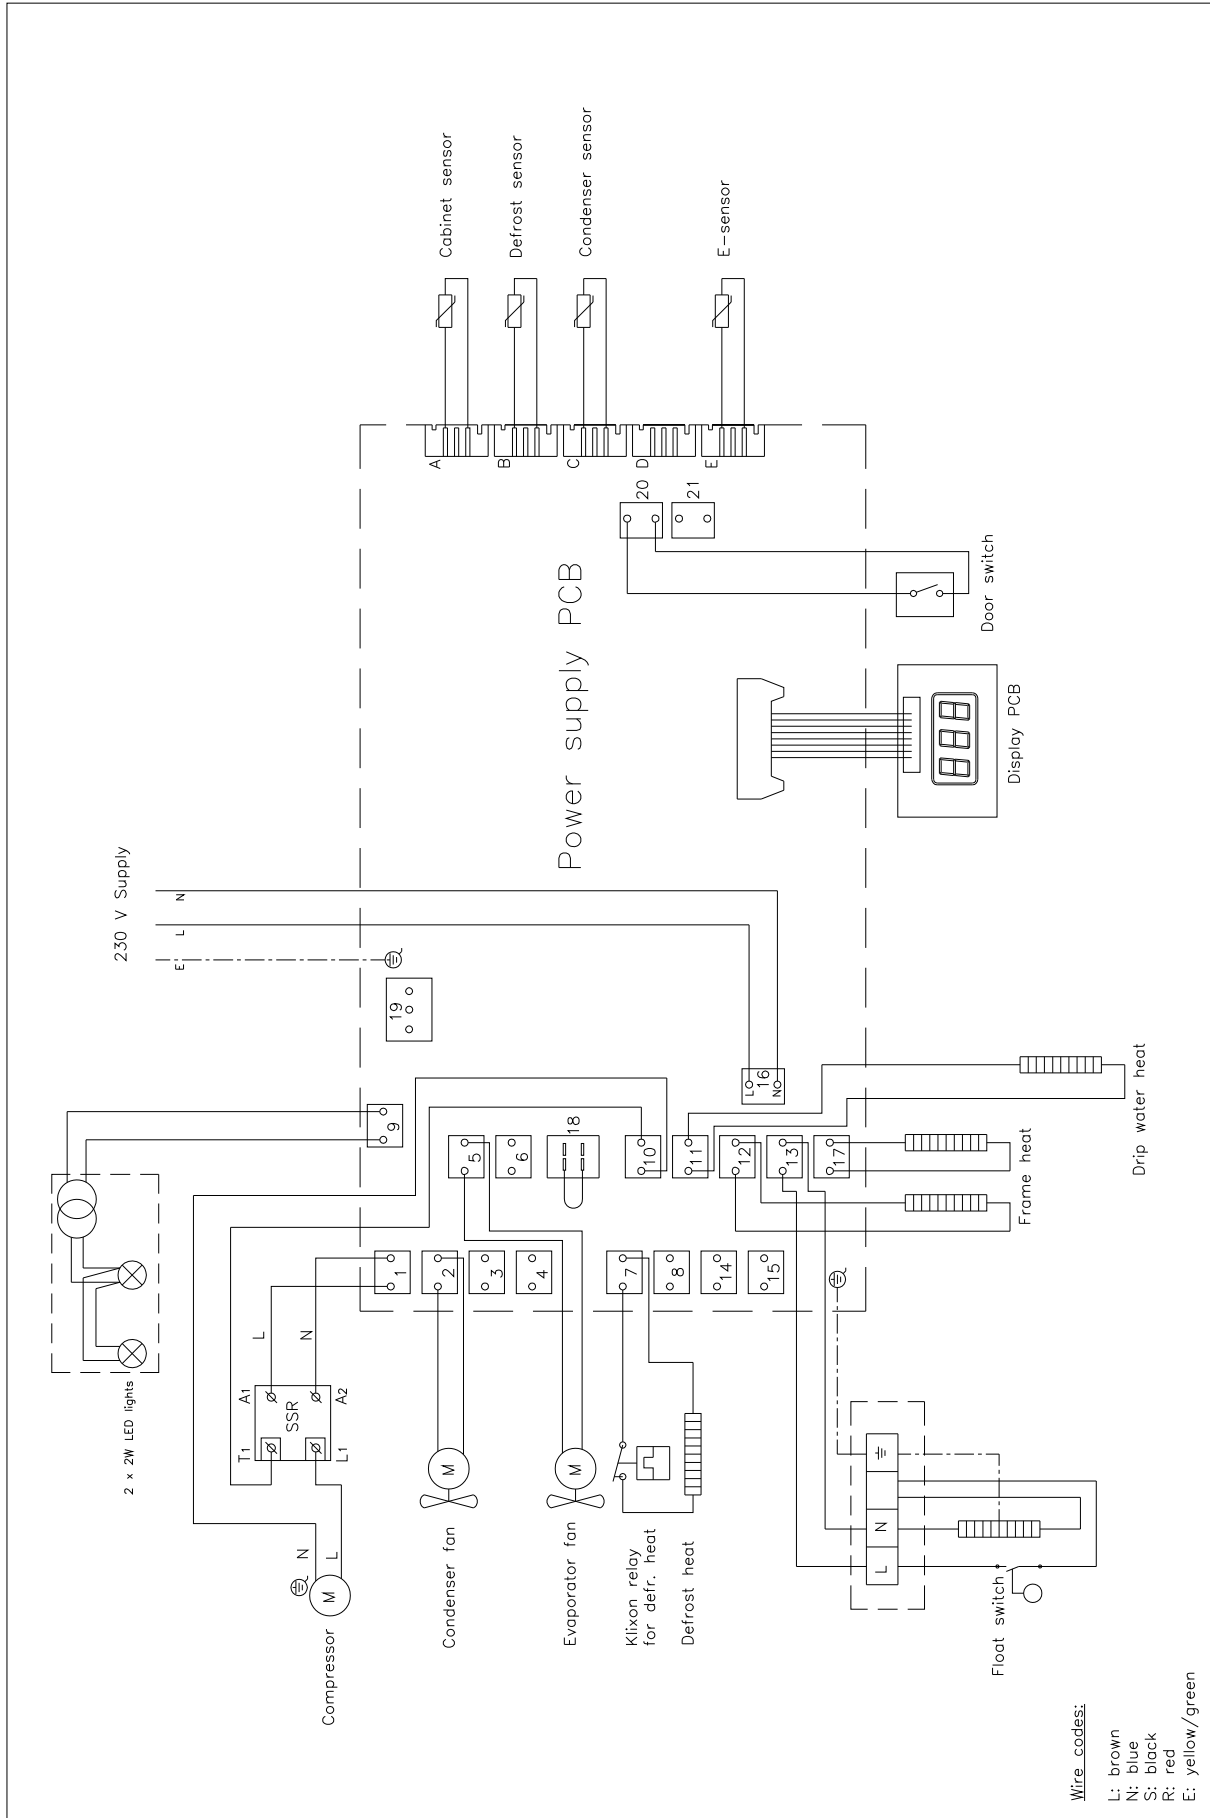 230 V Supply
E
L
N
2 x 2W LED lights
T1
A1
SSR
L1
A2
L
N
N
L
M
Compressor
M
Condenser fan
M
Evaporator fan
Klixon relay
for defr. heat
Defrost heat
1
2
3
4
7
8
14
15
9
5
6
18
10
11
12
13
17
19
L
16
N
Power supply PCB
20
21
A
B
C
D
E
Cabinet sensor
Defrost sensor
Condenser sensor
E-sensor
Door switch
Display PCB
Drip water heat
Frame heat
L
N
Float switch
Wire codes:
L: brown
N: blue
S: black
R: red
E: yellow/green